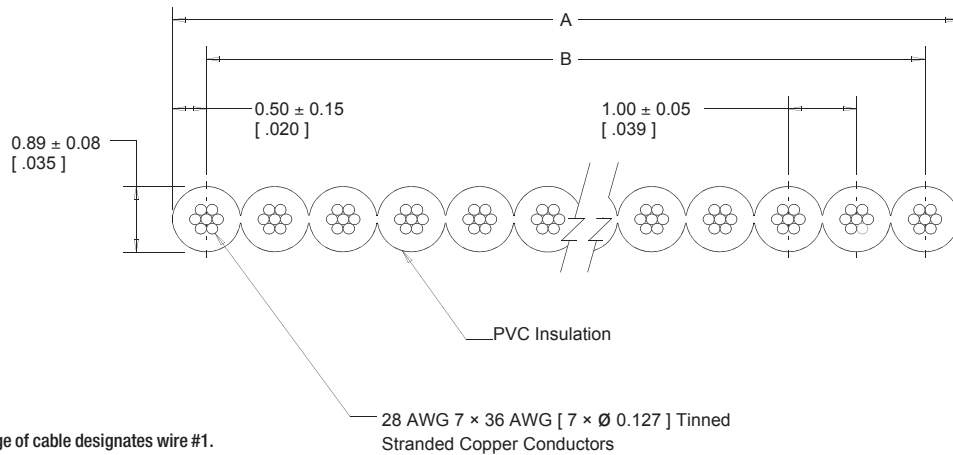 A
B
0.50 ± 0.15
[ .020 ]
1.00 ± 0.05
[ .039 ]
0.89 ± 0.08
[ .035 ]
PVC Insulation
28 AWG 7 × 36 AWG [ 7 × Ø 0.127 ] Tinned
Stranded Copper Conductors
of cable designates wire #1.